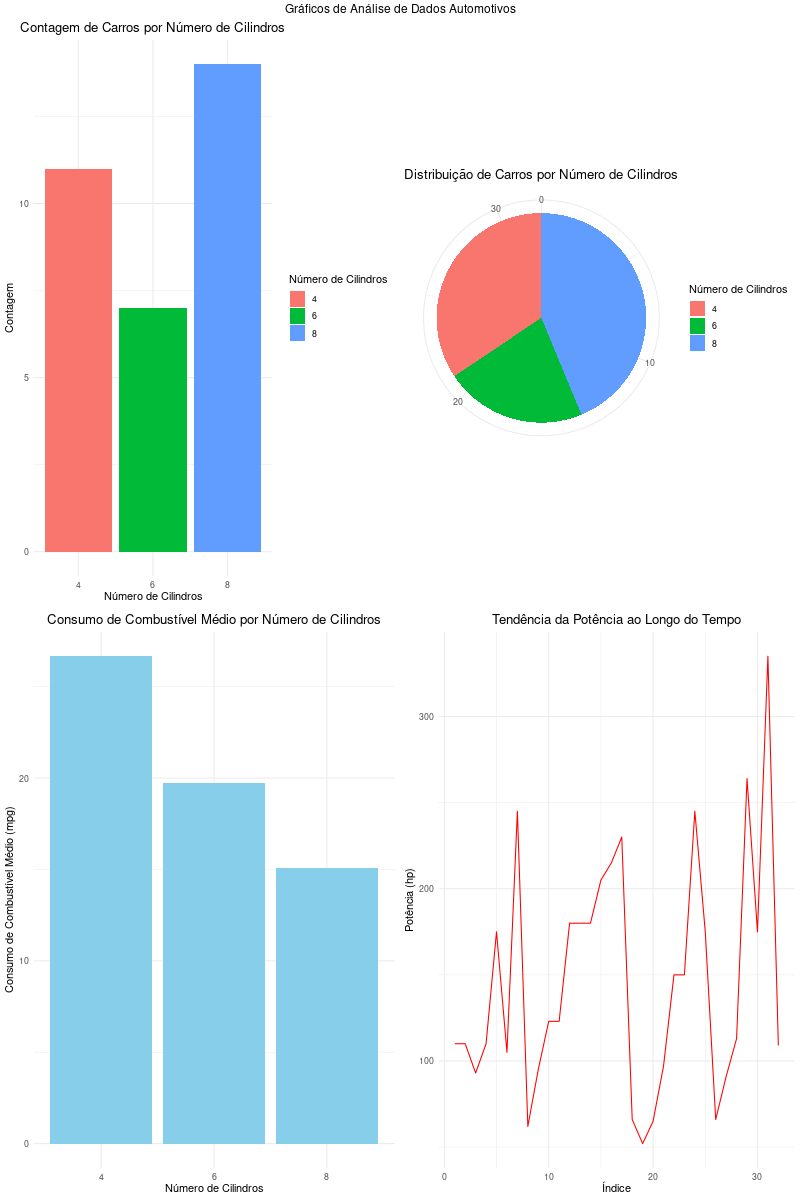 Gráficos de Análise de Dados Automotivos
Contagem de Carros por Número de Cilindros
Contagem
10
5
0
4
6
8
Número de Cilindros
Número de Cilindros
4
6
8
Distribuição de Carros por Número de Cilindros
0
30
10
20
Número de Cilindros
4
6
8
Consumo de Combustível Médio por Número de Cilindros
Consumo de Combustível Médio (mpg)
20
10
0
4
6
8
Número de Cilindros
Tendência da Potência ao Longo do Tempo
Potência (hp)
300
200
100
0
10
20
30
Índice